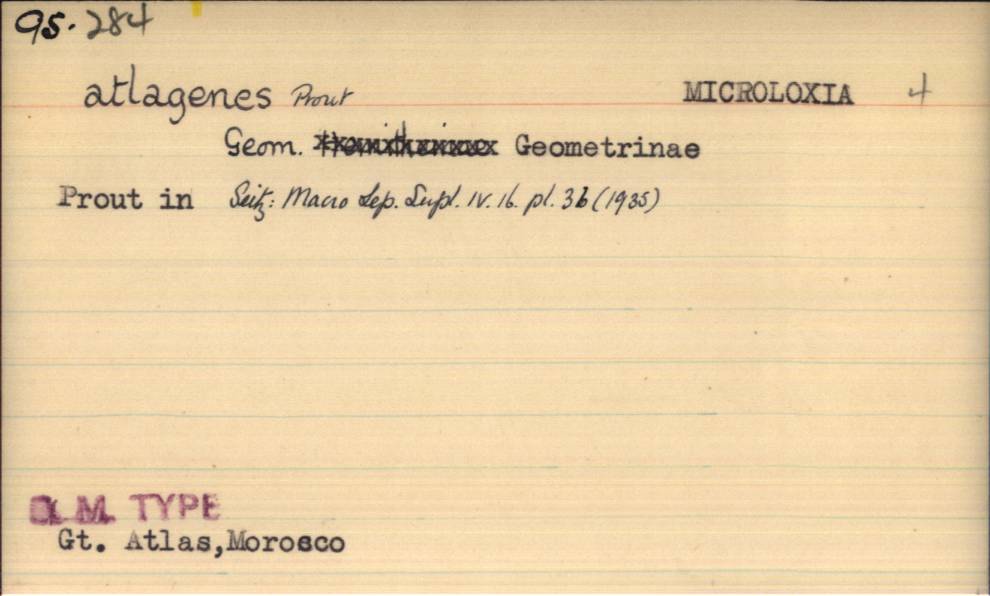 95.284
atlagenes Prout MICROLOXIA 4
Geom. Geometrinae
Prout in Seitz: Macro Lep. Supl. IV. 16. pl. 3b (1935)
B.M. TYPE
Gt. Atlas,Morocco